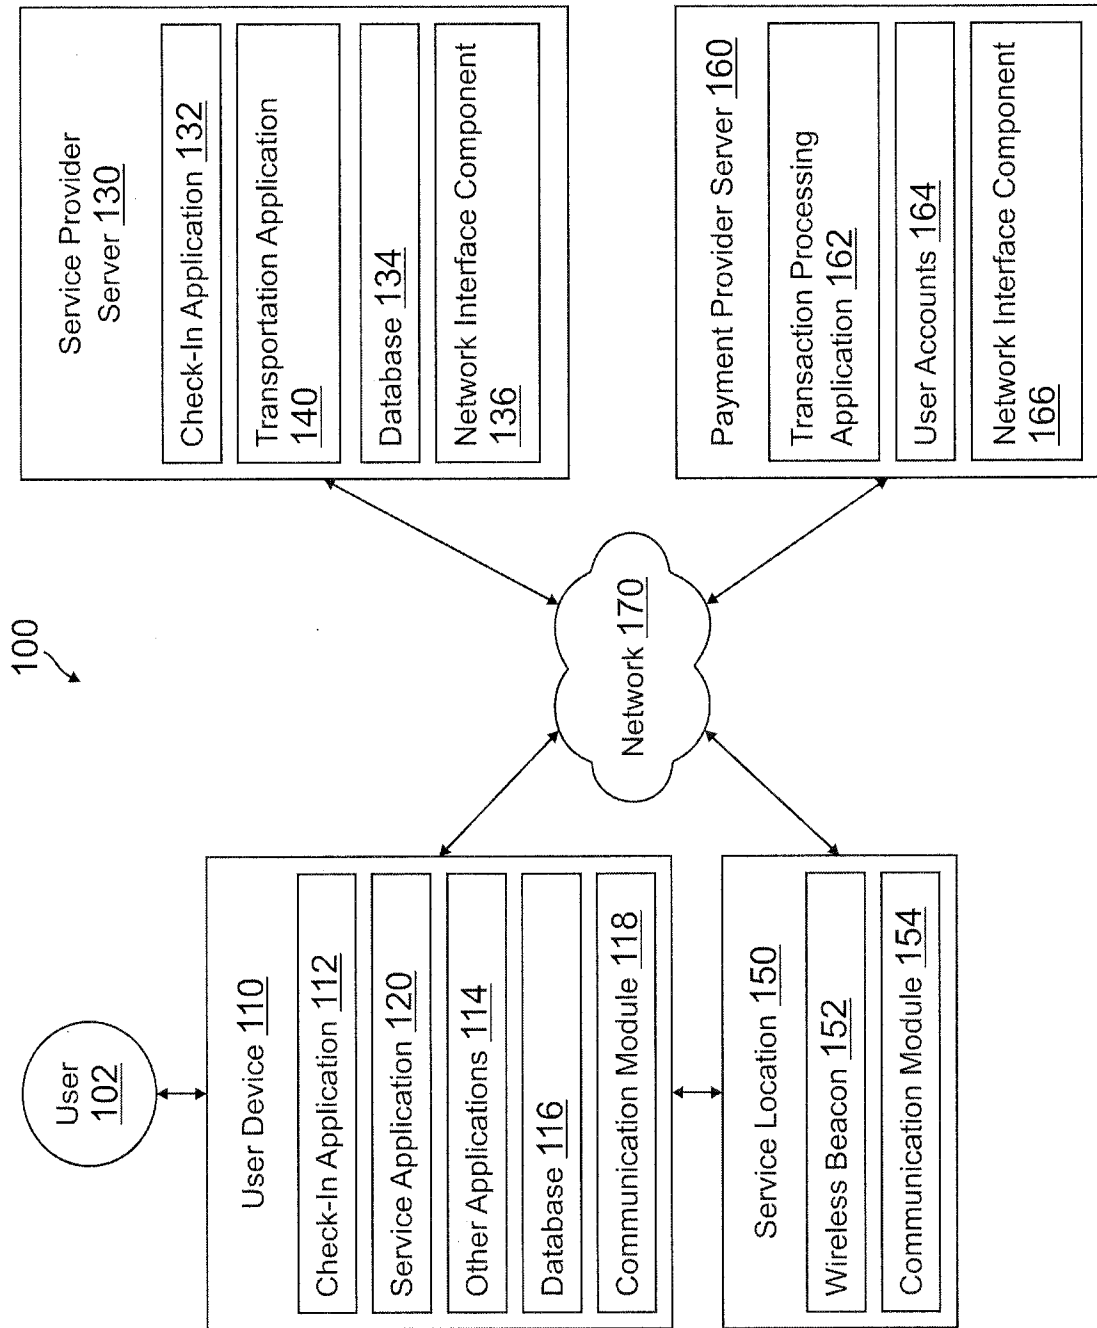 100
User
102
User Device 110
Check-In Application 112
Service Application 120
Other Applications 114
Database 116
Communication Module 118
Service Location 150
Wireless Beacon 152
Communication Module 154
Network 170
Service Provider
Server 130
Check-In Application 132
Transportation Application
140
Database 134
Network Interface Component
136
Payment Provider Server 160
Transaction Processing
Application 162
User Accounts 164
Network Interface Component
166